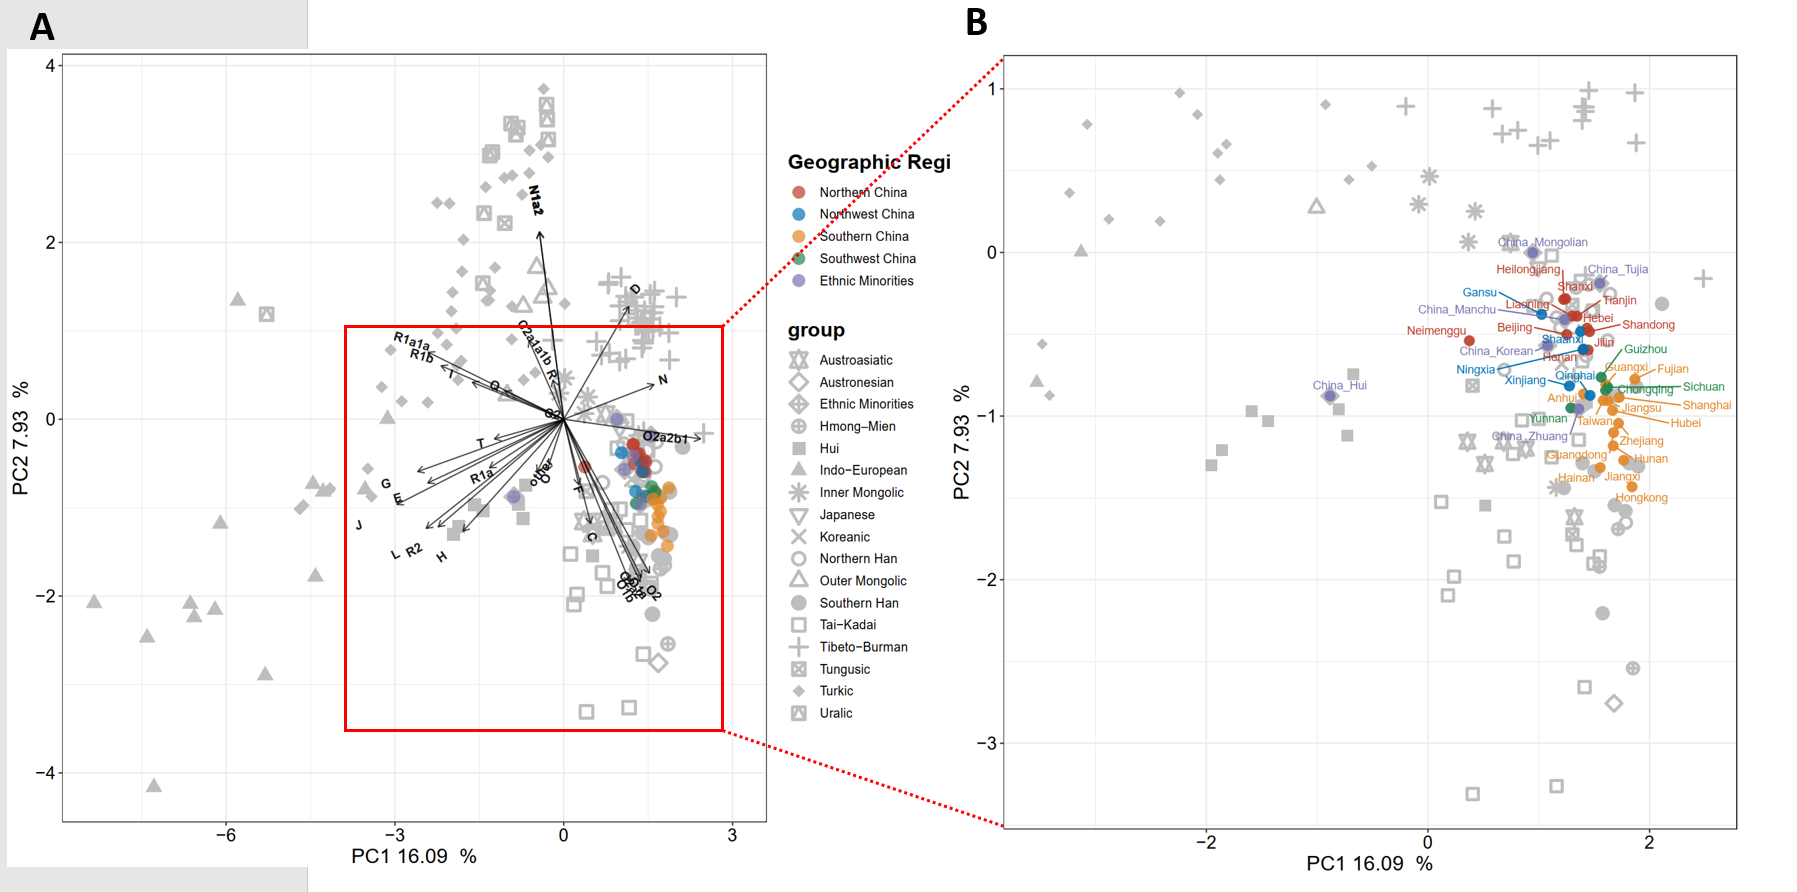 A
B
4
2
0
−2
−4
−6
−3
0
3
PC1 16.09 %
PC2 7.93 %
N1a2
D
C2a1a1b
R1a1a
R1b
I
Q
R
N
O2
O2a2b1
T
G
E
J
R1a
other
O
F
C
L
R2
H
O1b
O2
Geographic Regi
Northern China
Northwest China
Southern China
Southwest China
Ethnic Minorities
group
Austroasiatic
Austronesian
Ethnic Minorities
Hmong−Mien
Hui
Indo−European
Inner Mongolic
Japanese
Koreanic
Northern Han
Outer Mongolic
Southern Han
Tai−Kadai
Tibeto−Burman
Tungusic
Turkic
Uralic
1
0
−1
−2
−3
−2
0
2
PC1 16.09 %
PC2 7.93 %
China_Mongolian
Heilongjiang
China_Tujia
Shanxi
Gansu
Liaoning
Tianjin
China_Manchu
Hebei
Neimenggu
Beijing
Shandong
Shaanxi
Jilin
China_Korean
Henan
Guizhou
Ningxia
Guangxi
Fujian
Xinjiang
Qinghai
China_Hui
Chongqing
Sichuan
Anhui
Jiangsu
Shanghai
Yunnan
Taiwan
Hubei
China_Zhuang
Zhejiang
Guangdong
Hunan
Hainan
Jiangxi
Hongkong